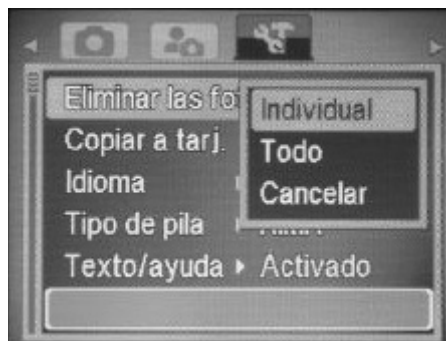 Eliminar las fo
Individual
Copiar a tarj.
Todo
Idioma
Cancelar
Tipo de pila
Texto/ayuda Activado